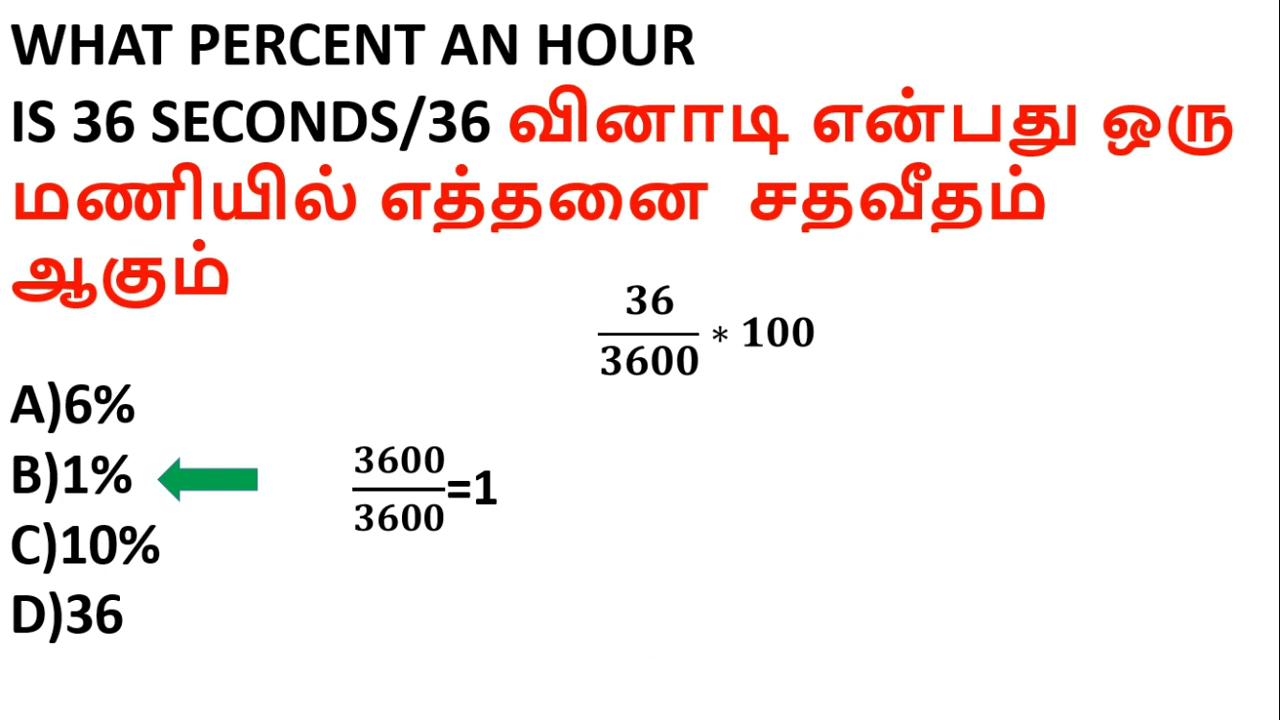 WHAT PERCENT AN HOUR
IS 36 SECONDS/36 வினாடி என்பது ஒரு
மணியில் எத்தனை சதவீதம்
ஆகும்
36/3600 * 100
A)6%
B)1%
3600/3600=1
C)10%
D)36